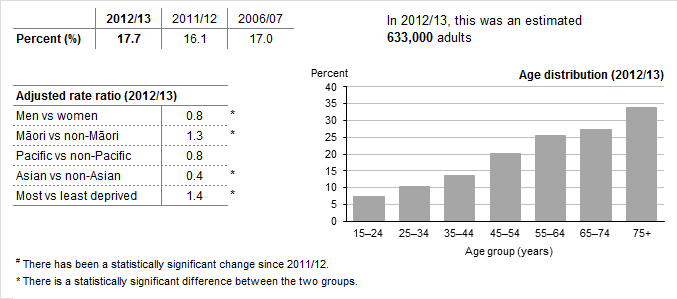 2012/13 2011/12 2006/07
Percent (%) 17.7 16.1 17.0
In 2012/13, this was an estimated
633,000 adults
Adjusted rate ratio (2012/13)
Men vs women 0.8 *
Māori vs non-Māori 1.3 *
Pacific vs non-Pacific 0.8
Asian vs non-Asian 0.4 *
Most vs least deprived 1.4 *
Percent
Age distribution (2012/13)
40
35
30
25
20
15
10
5
0
15–24 25–34 35–44 45–54 55–64 65–74 75+
Age group (years)
# There has been a statistically significant change since 2011/12.
* There is a statistically significant difference between the two groups.